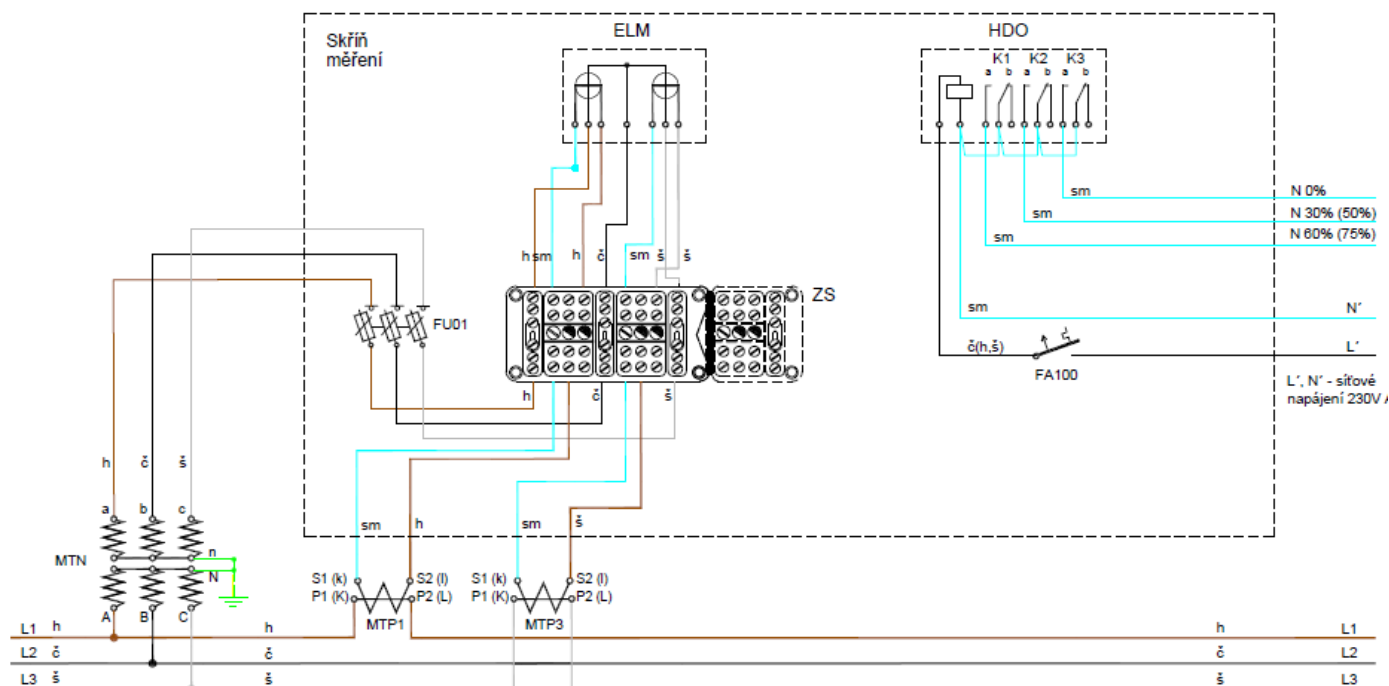 Skříň
měření
ELM
HDO
K1 K2 K3
a b a b a b
sm
N 0%
sm
N 30% (50%)
sm
N 60% (75%)
h sm h č sm š š
ZS
FU01
sm
N´
č(h,š)
L´
FA100
L´, N´ - síťové
napájení 230V A
h č š
h č š
a b c
sm h sm š
n
MTN
N
S1 (k) S2 (l) S1 (k) S2 (l)
P1 (K) P2 (L) P1 (K) P2 (L)
A B C
MTP1 MTP3
L1 h h h L1
L2 č č č L2
L3 š š š L3